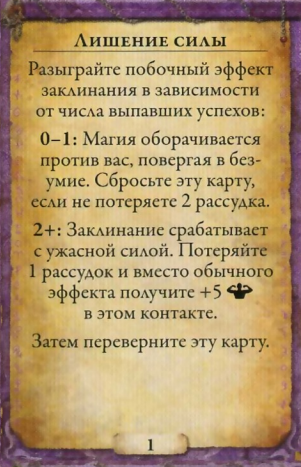 Лишение силы
Разыграйте побочный эффект
заклинания в зависимости
от числа выпавших успехов:
0–1: Магия оборачивается
против вас, повергая в без-
умие. Сбросьте эту карту,
если не потеряете 2 рассудка.
2+: Заклинание срабатывает
с ужасной силой. Потеряйте
1 рассудок и вместо обычного
эффекта получите +5
в этом контакте.
Затем переверните эту карту.
1